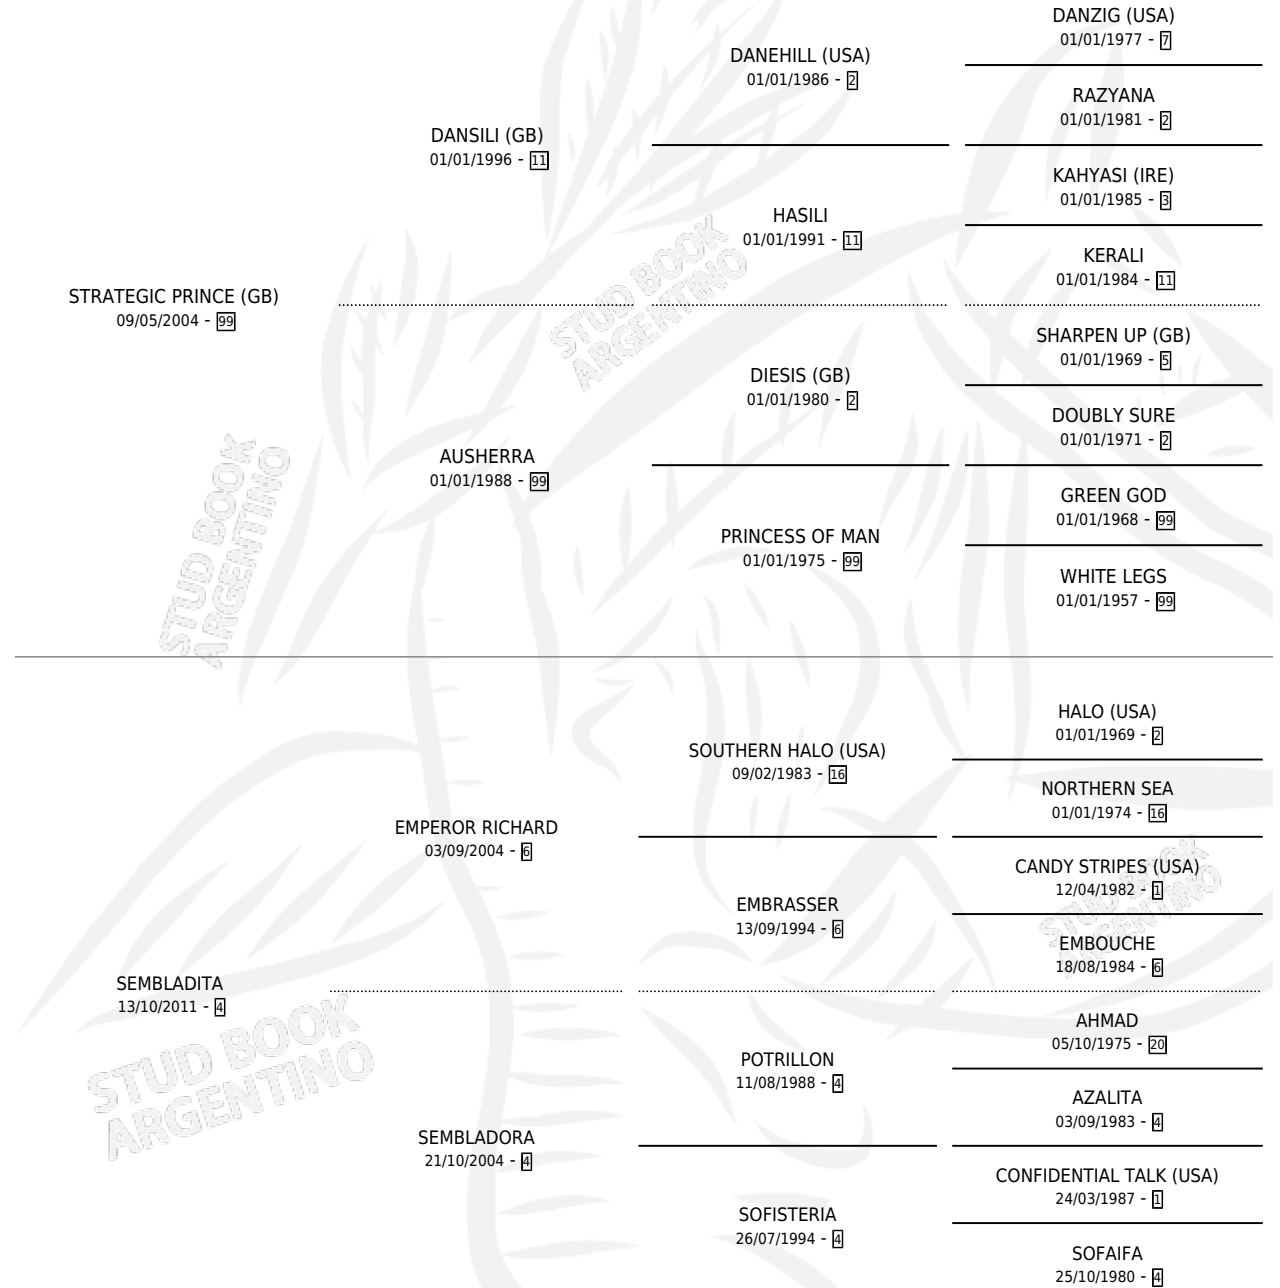 DANZIG (USA)
01/01/1977 - 7
DANEHILL (USA)
01/01/1986 - 2
RAZYANA
01/01/1981 - 2
DANSILI (GB)
01/01/1996 - 11
KAHYASI (IRE)
01/01/1985 - 3
HASILI
01/01/1991 - 11
KERALI
01/01/1984 - 11
STRATEGIC PRINCE (GB)
09/05/2004 - 99
SHARPEN UP (GB)
01/01/1969 - 5
DIESIS (GB)
01/01/1980 - 2
DOUBLY SURE
01/01/1971 - 2
AUSHERRA
01/01/1988 - 99
GREEN GOD
01/01/1968 - 99
PRINCESS OF MAN
01/01/1975 - 99
WHITE LEGS
01/01/1957 - 99
HALO (USA)
01/01/1969 - 2
SOUTHERN HALO (USA)
09/02/1983 - 16
NORTHERN SEA
01/01/1974 - 16
EMPEROR RICHARD
03/09/2004 - 6
CANDY STRIPES (USA)
12/04/1982 - 1
EMBRASSER
13/09/1994 - 6
EMBOUCHE
18/08/1984 - 6
SEMBLADITA
13/10/2011 - 4
AHMAD
05/10/1975 - 20
POTRILLON
11/08/1988 - 4
AZALITA
03/09/1983 - 4
SEMBLADORA
21/10/2004 - 4
CONFIDENTIAL TALK (USA)
24/03/1987 - 1
SOFISTERIA
26/07/1994 - 4
SOFAIFA
25/10/1980 - 4
STUD BOOK
ARGENTINO
STUD BOOK
ARGENTINO
STUD BOOK
ARGENTINO
STUD BOOK
ARGENTINO